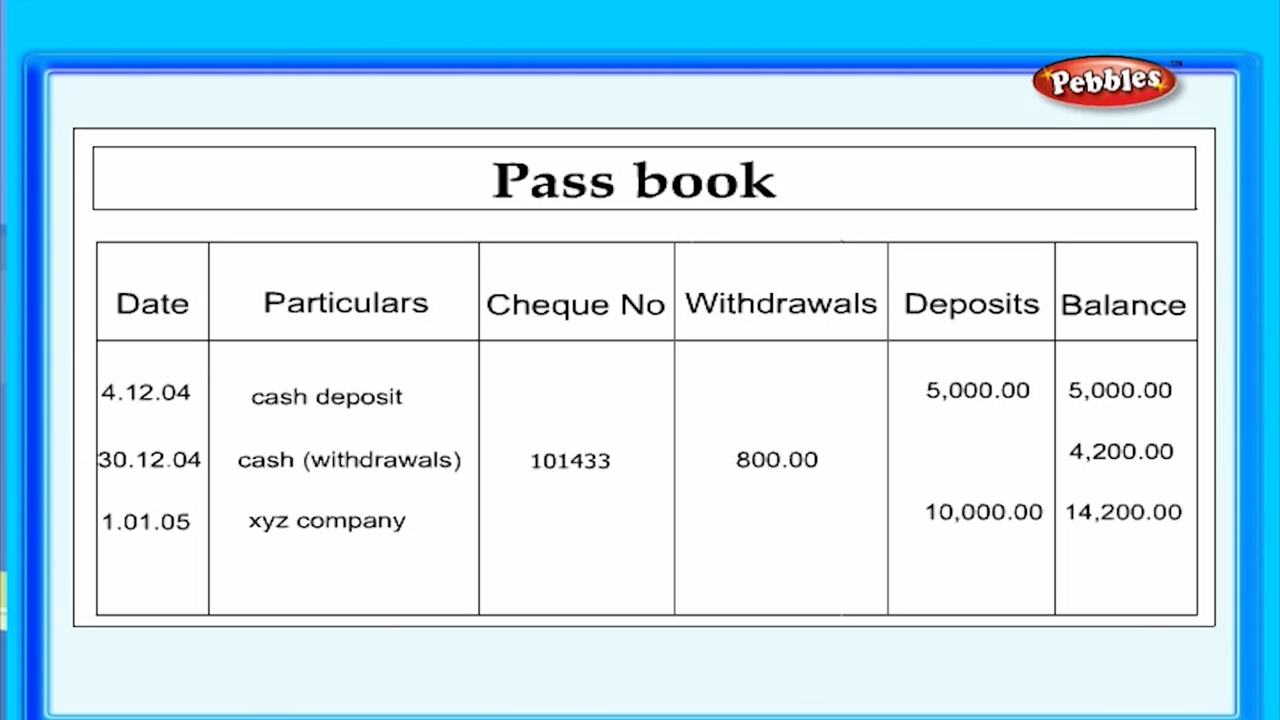 Pebbles™
Pass book
Date Particulars Cheque No Withdrawals Deposits Balance
4.12.04 cash deposit 5,000.00 5,000.00
30.12.04 cash (withdrawals) 101433 800.00 4,200.00
1.01.05 xyz company 10,000.00 14,200.00